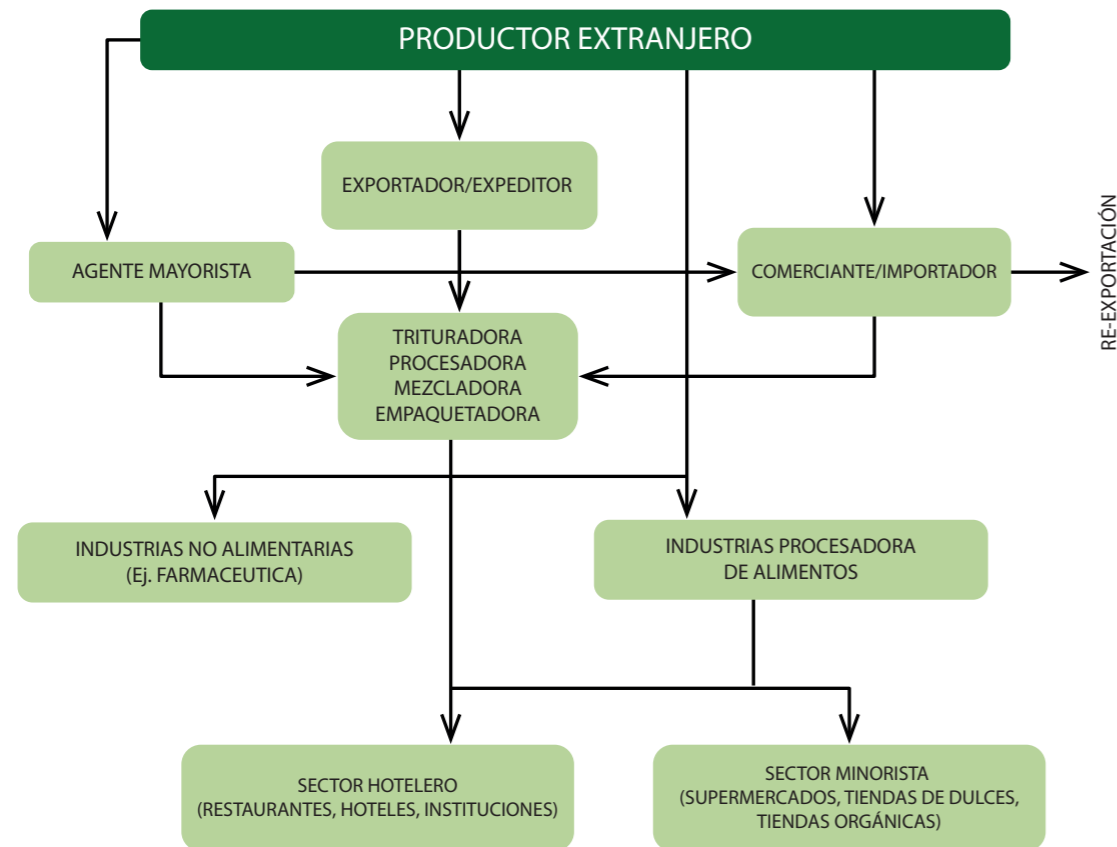 PRODUCTOR EXTRANJERO
EXPORTADOR/EXPEDITOR
AGENTE MAYORISTA
COMERCIANTE/IMPORTADOR
RE-EXPORTACIÓN
TRITURADORA
PROCESADORA
MEZCLADORA
EMPAQUETADORA
INDUSTRIAS NO ALIMENTARIAS
(Ej. FARMACEUTICA)
INDUSTRIAS PROCESADORA
DE ALIMENTOS
SECTOR HOTELERO
(RESTAURANTES, HOTELES, INSTITUCIONES)
SECTOR MINORISTA
(SUPERMERCADOS, TIENDAS DE DULCES,
TIENDAS ORGÁNICAS)